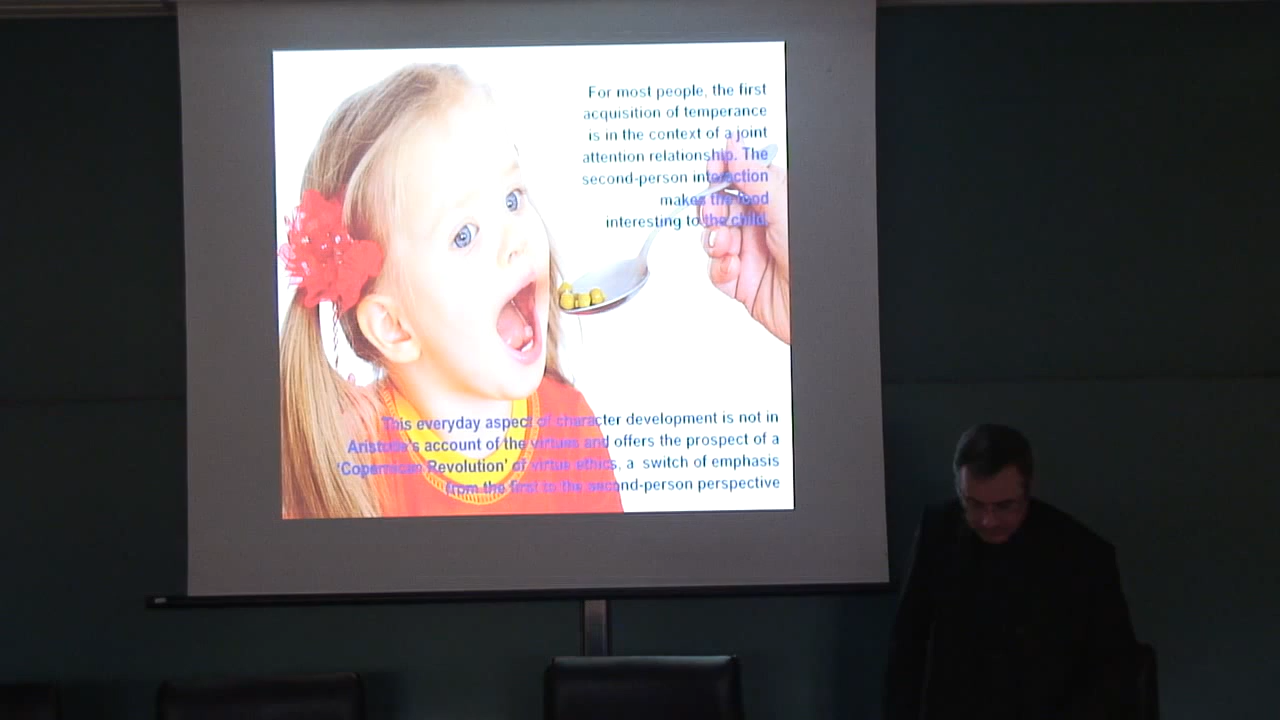 For most people, the first
acquisition of temperance
is in the context of a joint
attention relationship. The
second-person interaction
makes the food
interesting to the child.
This everyday aspect of character development is not in
Aristotle's account of the virtues and offers the prospect of a
'Copernican Revolution' of virtue ethics, a switch of emphasis
from the first to the second-person perspective